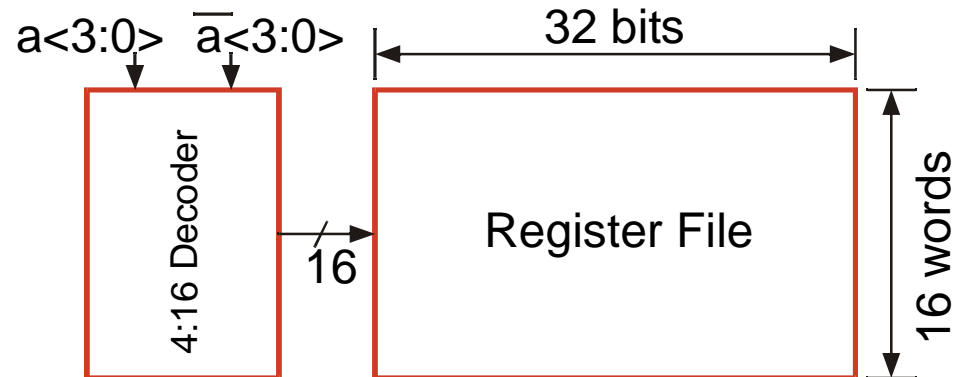 a<3:0> a̅<3:0>
32 bits
4:16 Decoder
16
Register File
16 words